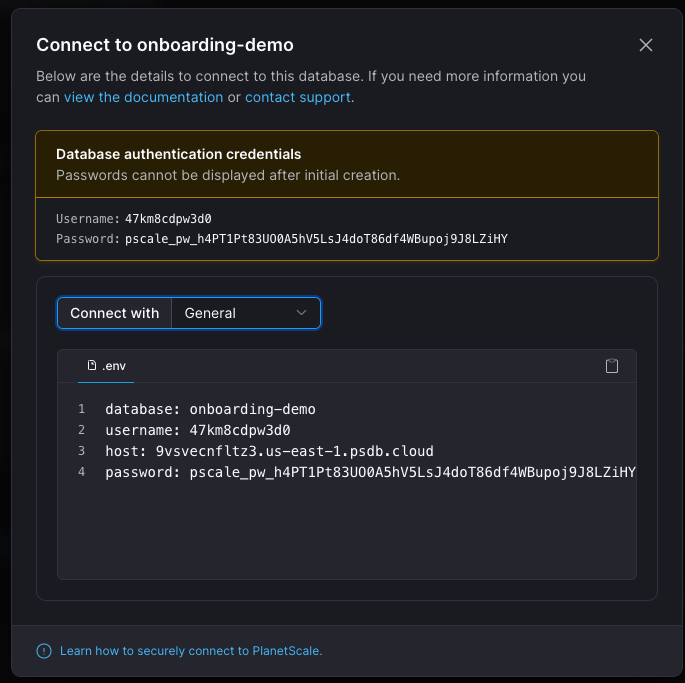 Connect to onboarding-demo
Below are the details to connect to this database. If you need more information you
can view the documentation or contact support.
Database authentication credentials
Passwords cannot be displayed after initial creation.
Username: 47km8cdpw3d0
Password: pscale_pw_h4PT1Pt83UO0A5hV5LsJ4doT86df4WBupoj9J8LZiHY
Connect with General
.env
1 database: onboarding-demo
2 username: 47km8cdpw3d0
3 host: 9vsvecnfltz3.us-east-1.psdb.cloud
4 password: pscale_pw_h4PT1Pt83UO0A5hV5LsJ4doT86df4WBupoj9J8LZiHY
Learn how to securely connect to PlanetScale.